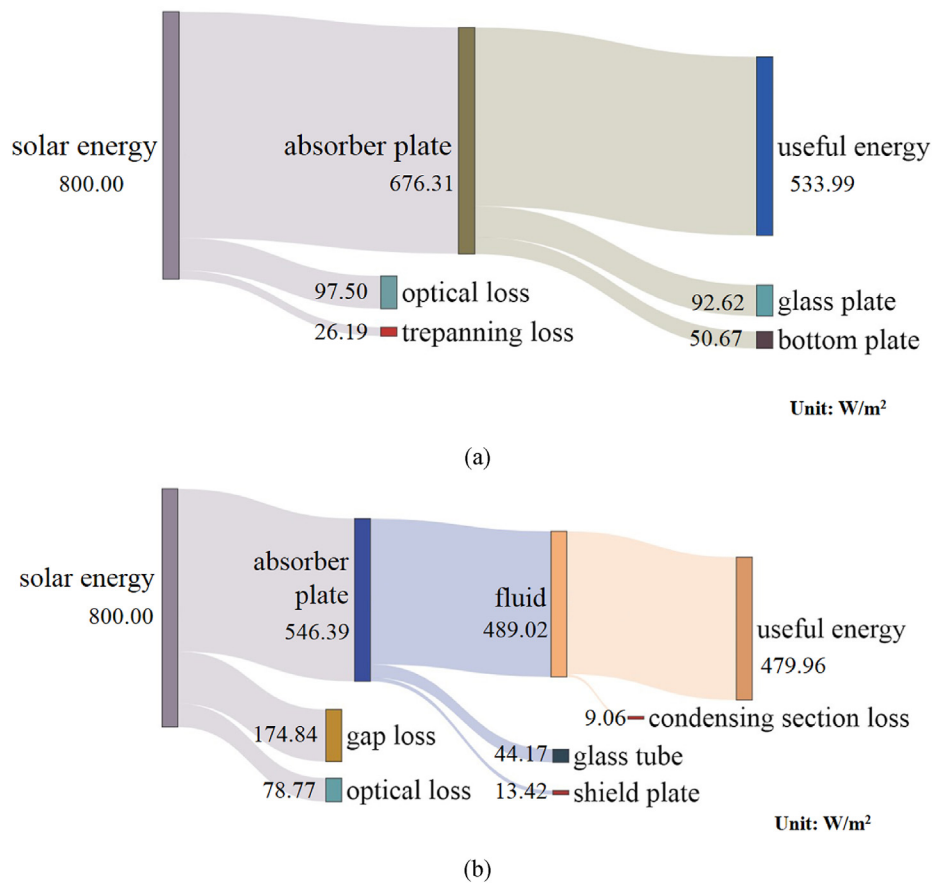 solar energy
800.00
absorber plate
676.31
useful energy
533.99
97.50
optical loss
26.19
trepanning loss
92.62
glass plate
50.67
bottom plate
Unit: W/m²
(a)
solar energy
800.00
absorber
plate
546.39
fluid
489.02
useful energy
479.96
174.84
gap loss
78.77
optical loss
9.06
condensing section loss
44.17
glass tube
13.42
shield plate
Unit: W/m²
(b)